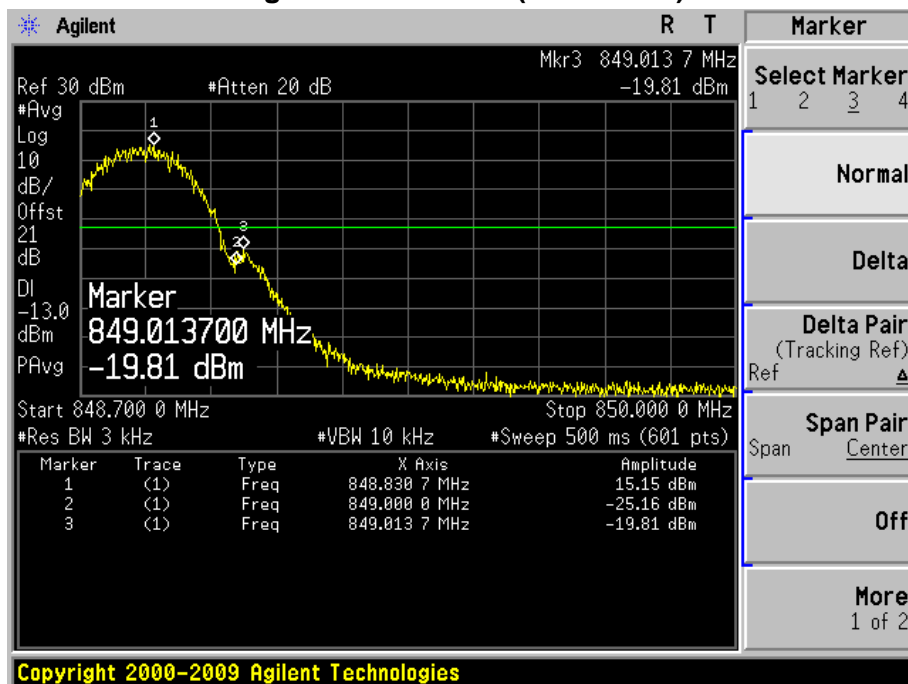 Agilent R T Marker
Mkr3 849.013 7 MHz
Ref 30 dBm #Atten 20 dB -19.81 dBm
#Avg
Log
10
dB/
Offst
21
dB
DI
-13.0
dBm
PAvg
1
2
3
Marker
849.013700 MHz
-19.81 dBm
Start 848.700 0 MHz Stop 850.000 0 MHz
#Res BW 3 kHz #VBW 10 kHz #Sweep 500 ms (601 pts)
Marker Trace Type X Axis Amplitude
1 (1) Freq 848.830 7 MHz 15.15 dBm
2 (1) Freq 849.000 0 MHz -25.16 dBm
3 (1) Freq 849.013 7 MHz -19.81 dBm
Select Marker
1 2 3 4
Normal
Delta
Delta Pair
(Tracking Ref)
Ref Δ
Span Pair
Span Center
Off
More
1 of 2
Copyright 2000-2009 Agilent Technologies